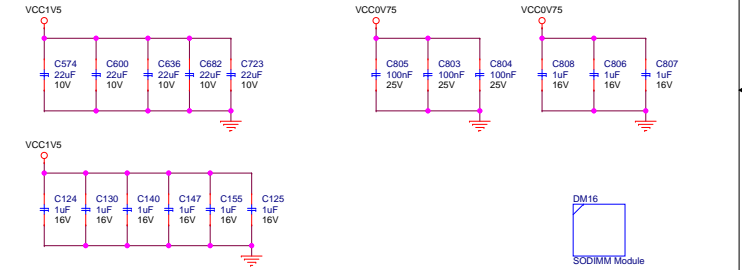 VCC1V5
C574
22uF
10V
C600
22uF
10V
C636
22uF
10V
C682
22uF
10V
C723
22uF
10V
VCC0V75
C805
100nF
25V
C803
100nF
25V
C804
100nF
25V
VCC0V75
C808
1uF
16V
C806
1uF
16V
C807
1uF
16V
VCC1V5
C124
1uF
16V
C130
1uF
16V
C140
1uF
16V
C147
1uF
16V
C155
1uF
16V
C125
1uF
16V
DM16
SODIMM Module